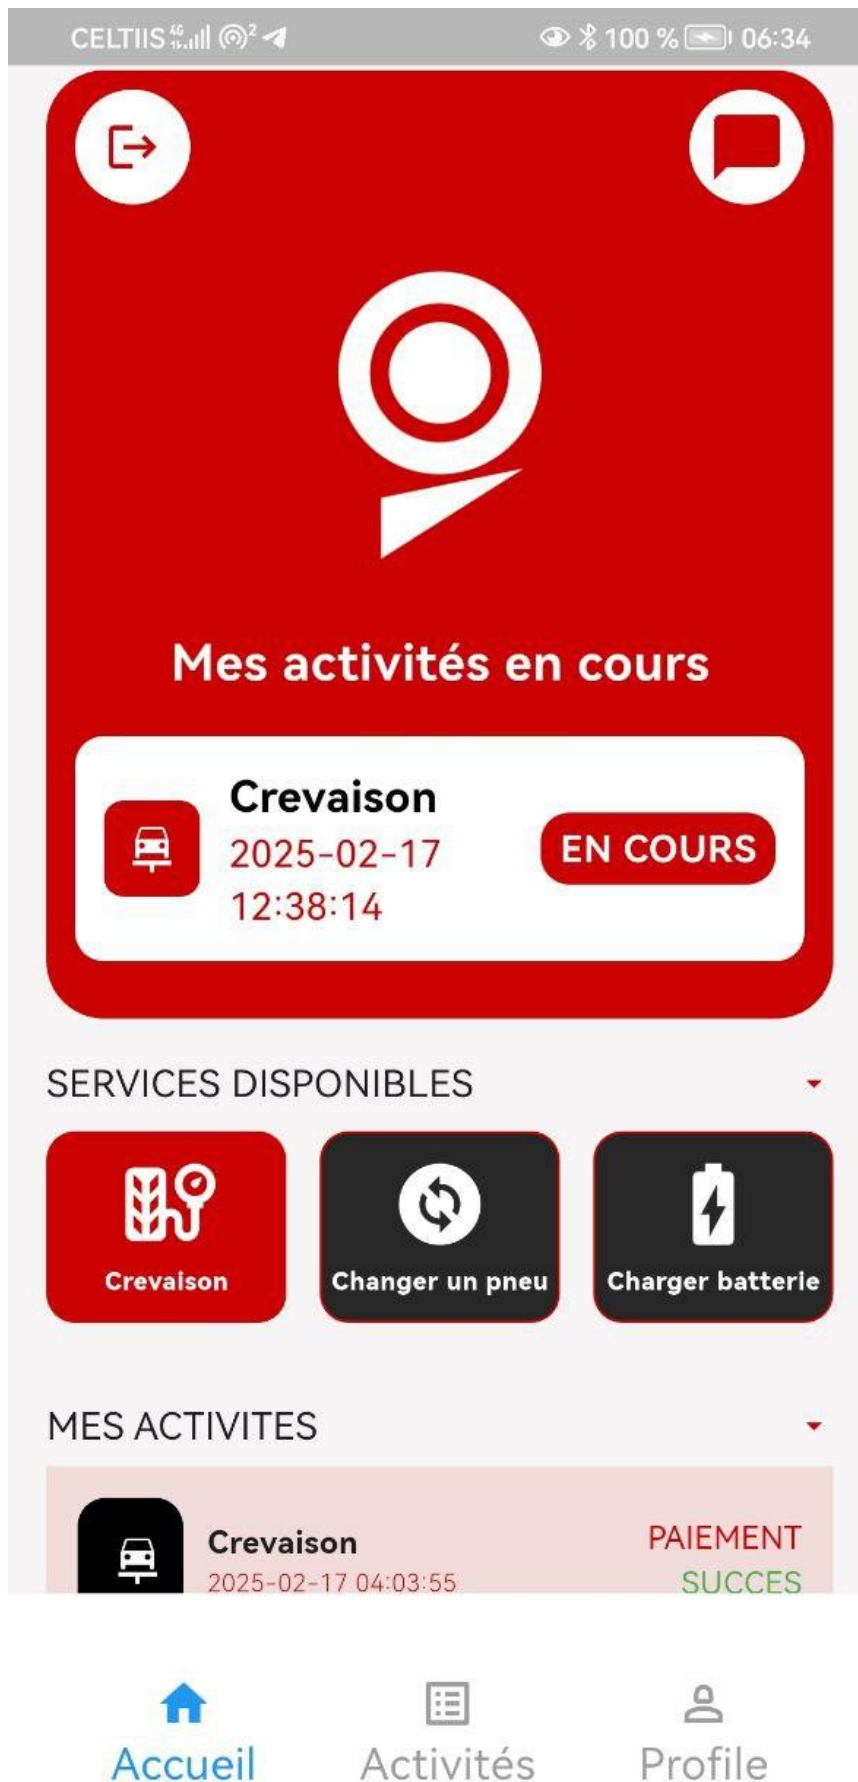 CELTIIS 4G 2 100 % 06:34
Mes activités en cours
Crevaison
2025-02-17
12:38:14
EN COURS
SERVICES DISPONIBLES
Crevaison
Changer un pneu
Charger batterie
MES ACTIVITES
Crevaison
2025-02-17 04:03:55
PAIEMENT
SUCCES
Accueil
Activités
Profile